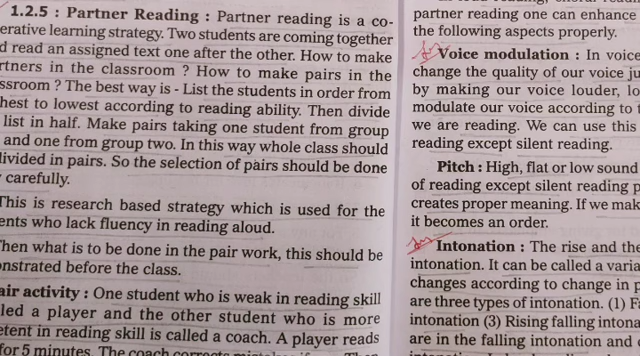 1.2.5 : Partner Reading : Partner reading is a co-
erative learning strategy. Two students are coming together
d read an assigned text one after the other. How to make
rtners in the classroom ? How to make pairs in the
ssroom ? The best way is - List the students in order from
hest to lowest according to reading ability. Then divide
list in half. Make pairs taking one student from group
and one from group two. In this way whole class should
divided in pairs. So the selection of pairs should be done
carefully.
This is research based strategy which is used for the
ents who lack fluency in reading aloud.
Then what is to be done in the pair work, this should be
onstrated before the class.
air activity : One student who is weak in reading skill
led a player and the other student who is more
etent in reading skill is called a coach. A player reads
for 5 minutes. The coach corrects
partner reading one can enhance
the following aspects properly.
Voice modulation : In voice
change the quality of our voice ju
by making our voice louder, lo
modulate our voice according to t
we are reading. We can use this
reading except silent reading.
Pitch : High, flat or low sound
of reading except silent reading p
creates proper meaning. If we mak
it becomes an order.
Intonation : The rise and the
intonation. It can be called a varia
changes according to change in p
are three types of intonation. (1) Fa
intonation (3) Rising falling intona
are in the falling intonation and